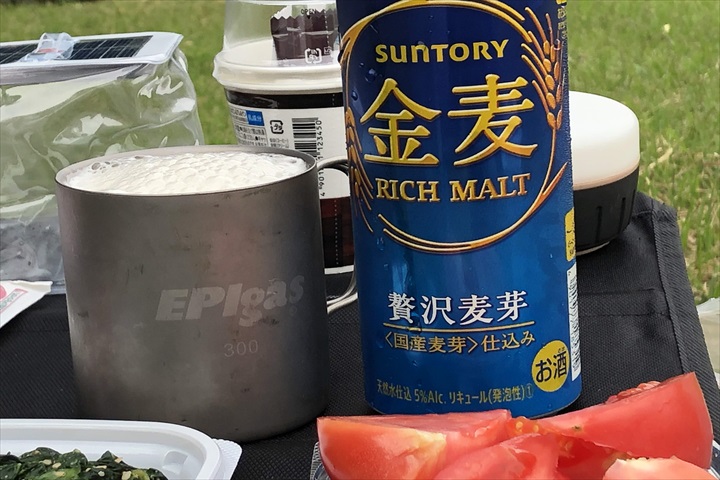 SUNTORY
金麦
RICH MALT
贅沢麦芽
〈国産麦芽〉仕込み
お酒
天然水仕込 5%Alc. リキュール(発泡性)①
EPIgas
300